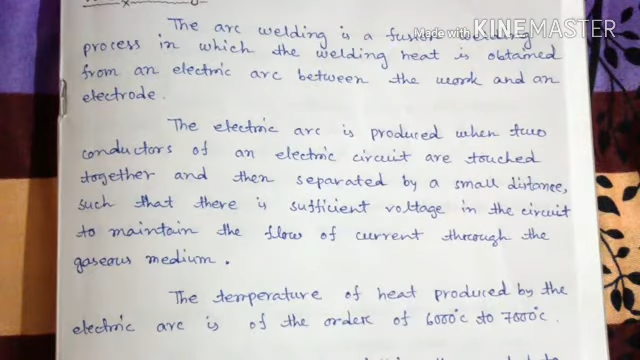 Made with KINEMASTER
The arc welding is a fusion welding
process in which the welding heat is obtained
from an electric arc between the work and an
electrode.
The electric arc is produced when two
conductors of an electric circuit are touched
together and then separated by a small distance,
such that there is sufficient voltage in the circuit
to maintain the flow of current through the
gaseous medium.
The temperature of heat produced by the
electric arc is of the order of 6000°C to 7000°C.